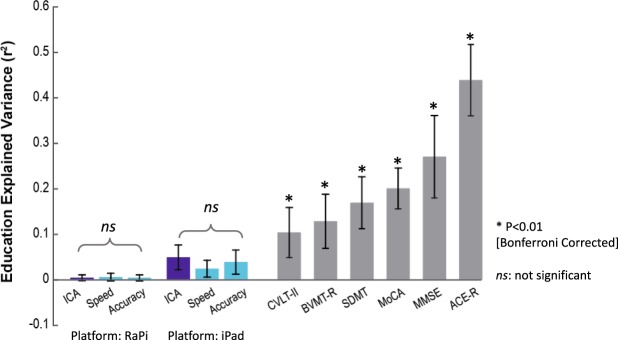 Education Explained Variance (r²)
0.6
0.5
0.4
0.3
0.2
0.1
0
-0.1
ns
ns
*
*
*
*
*
*
ICA
Speed
Accuracy
ICA
Speed
Accuracy
CVLT-II
BVMT-R
SDMT
MoCA
MMSE
ACE-R
Platform: RaPi
Platform: iPad
* P<0.01
[Bonferroni Corrected]
ns: not significant